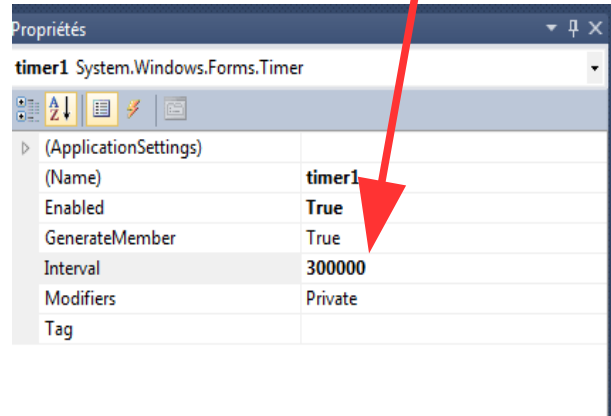 Propriétés
timer1 System.Windows.Forms.Timer
A
Z
(ApplicationSettings)
(Name) timer1
Enabled True
GenerateMember True
Interval 300000
Modifiers Private
Tag